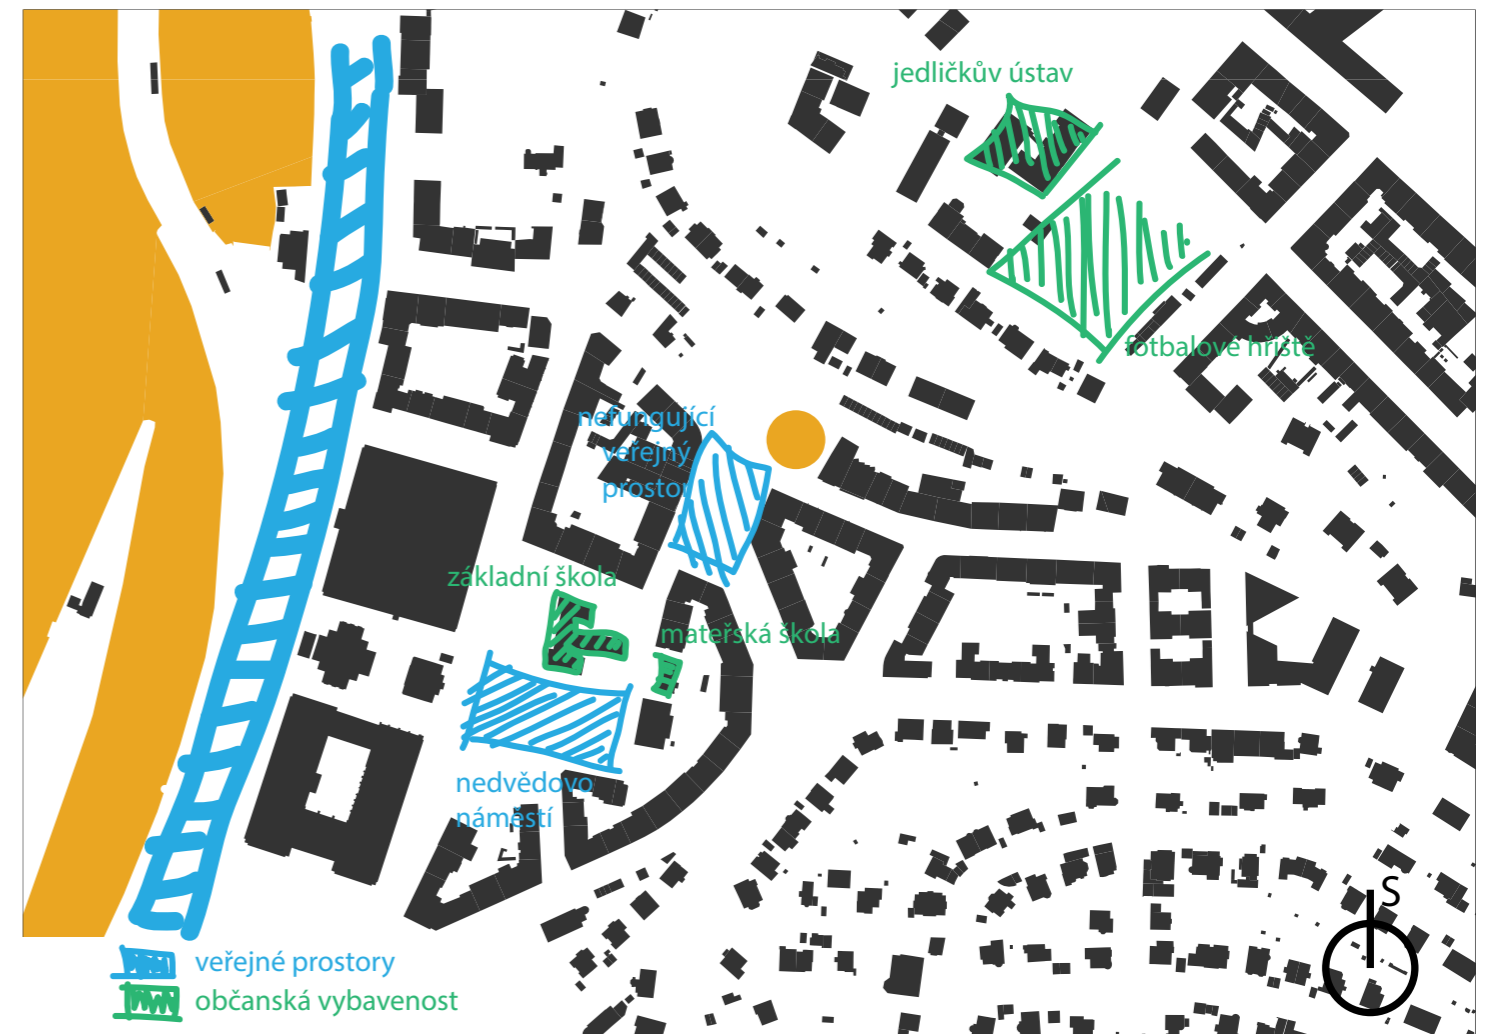 jedličkův ústav
fotbalové hřiště
nefungující
veřejný
prostor
základní škola
mateřská škola
nedvědovo
náměstí
S
veřejné prostory
občanská vybavenost